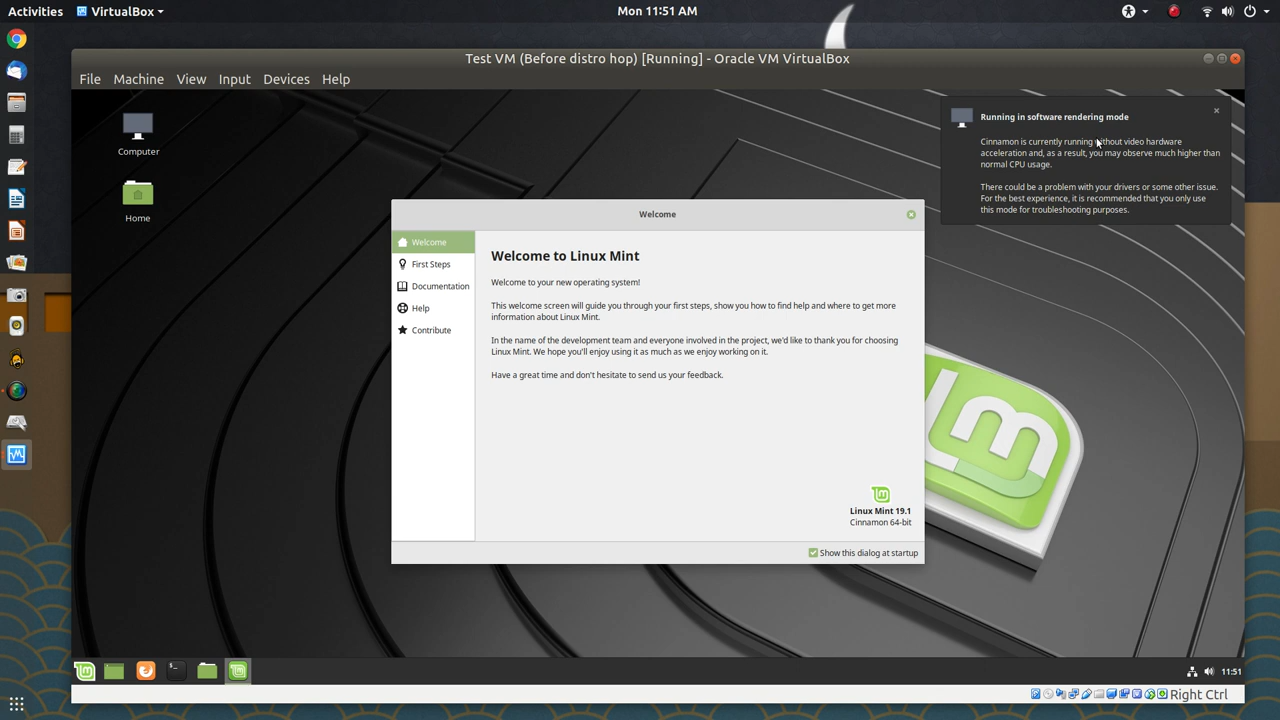 Activities VirtualBox Mon 11:51 AM
Test VM (Before distro hop) [Running] - Oracle VM VirtualBox
File Machine View Input Devices Help
Computer
Home
Running in software rendering mode
Cinnamon is currently running without video hardware
acceleration and, as a result, you may observe much higher than
normal CPU usage.
There could be a problem with your drivers or some other issue.
For the best experience, it is recommended that you only use
this mode for troubleshooting purposes.
Welcome
Welcome
First Steps
Documentation
Help
Contribute
Welcome to Linux Mint
Welcome to your new operating system!
This welcome screen will guide you through your first steps, show you how to find help and where to get more
information about Linux Mint.
In the name of the development team and everyone involved in the project, we'd like to thank you for choosing
Linux Mint. We hope you'll enjoy using it as much as we enjoy working on it.
Have a great time and don't hesitate to send us your feedback.
Linux Mint 19.1
Cinnamon 64-bit
Show this dialog at startup
11:51
Right Ctrl